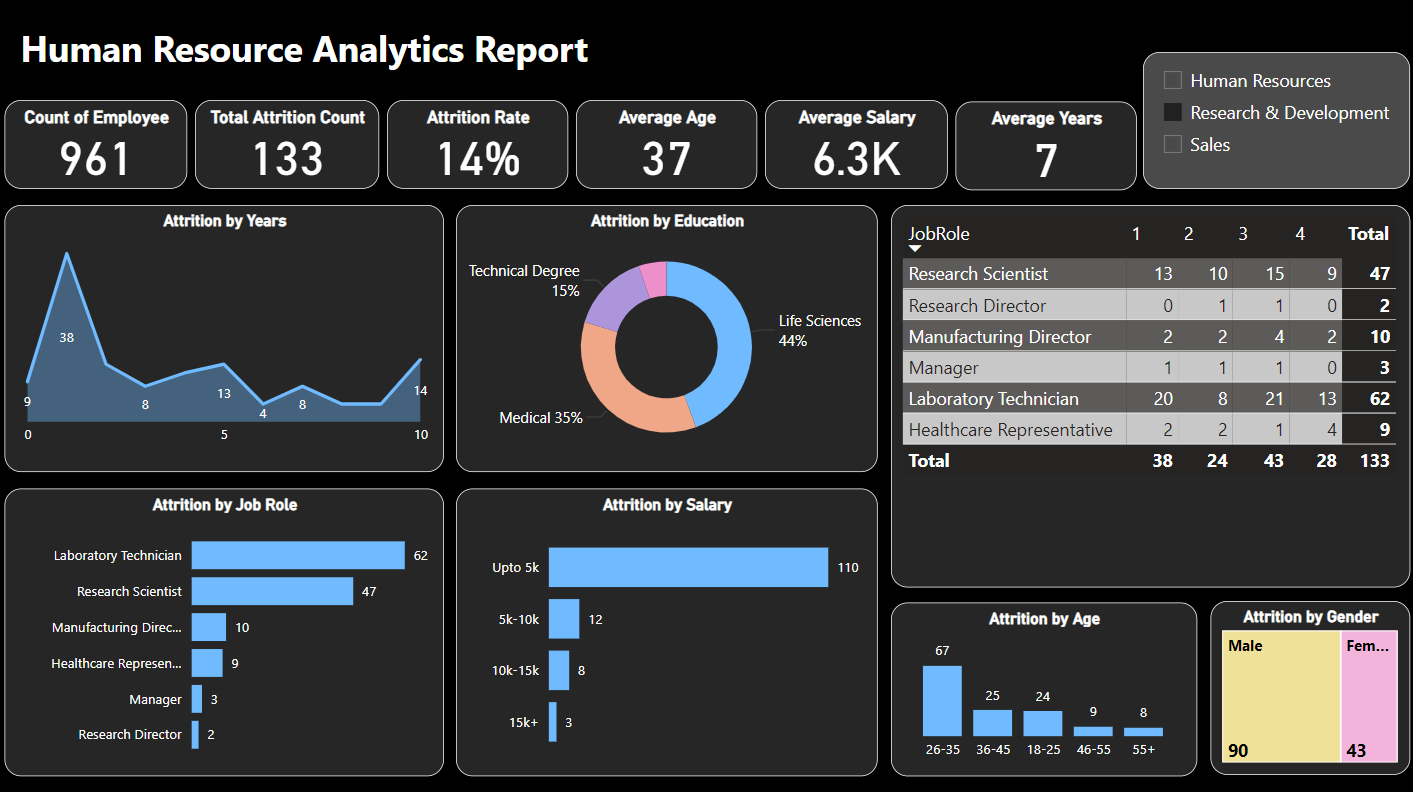 Human Resource Analytics Report
Human Resources
Research & Development
Sales
Count of Employee
961
Total Attrition Count
133
Attrition Rate
14%
Average Age
37
Average Salary
6.3K
Average Years
7
Attrition by Years
38
9
8
13
4
8
14
0
5
10
Attrition by Education
Technical Degree
15%
Life Sciences
44%
Medical 35%
JobRole 1 2 3 4 Total
Research Scientist 13 10 15 9 47
Research Director 0 1 1 0 2
Manufacturing Director 2 2 4 2 10
Manager 1 1 1 0 3
Laboratory Technician 20 8 21 13 62
Healthcare Representative 2 2 1 4 9
Total 38 24 43 28 133
Attrition by Job Role
Laboratory Technician 62
Research Scientist 47
Manufacturing Direc... 10
Healthcare Represen... 9
Manager 3
Research Director 2
Attrition by Salary
Upto 5k 110
5k-10k 12
10k-15k 8
15k+ 3
Attrition by Age
67
25
24
9
8
26-35 36-45 18-25 46-55 55+
Attrition by Gender
Male Fem...
90 43